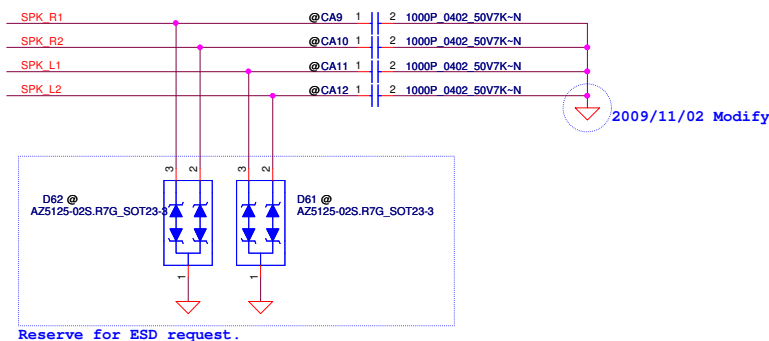 SPK_R1 @CA9 1 2 1000P_0402_50V7K~N
SPK_R2 @CA10 1 2 1000P_0402_50V7K~N
SPK_L1 @CA11 1 2 1000P_0402_50V7K~N
SPK_L2 @CA12 1 2 1000P_0402_50V7K~N
2009/11/02 Modify
3 2 3 2
D62 @ D61 @
AZ5125-02S.R7G_SOT23-3 AZ5125-02S.R7G_SOT23-3
1 1
Reserve for ESD request.